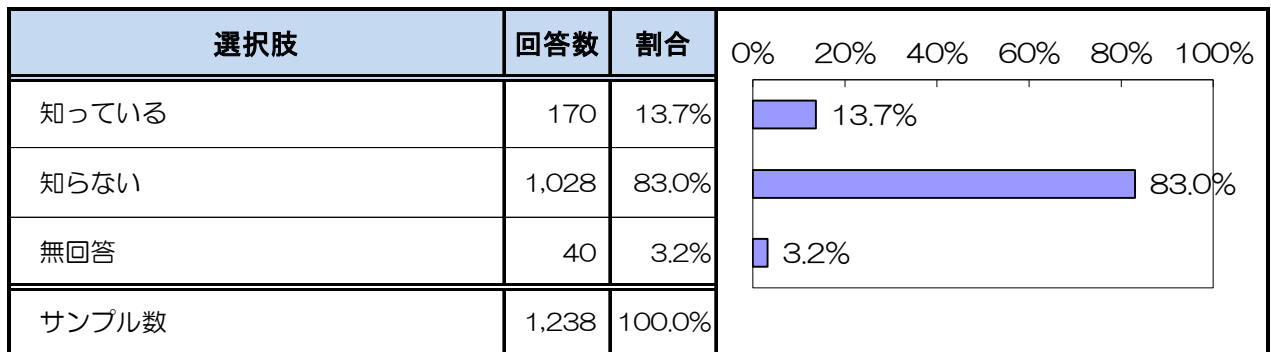 選択肢 回答数 割合
知っている 170 13.7%
知らない 1,028 83.0%
無回答 40 3.2%
サンプル数 1,238 100.0%
0% 20% 40% 60% 80% 100%
13.7%
83.0%
3.2%